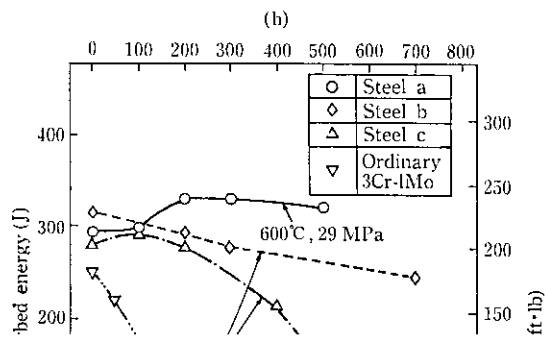 (h)
0 100 200 300 400 500 600 700 800
Steel a
Steel b
Steel c
Ordinary
3Cr-1Mo
400
300
200
300
250
200
150
600℃, 29 MPa
rbed energy (J)
ft·lb)